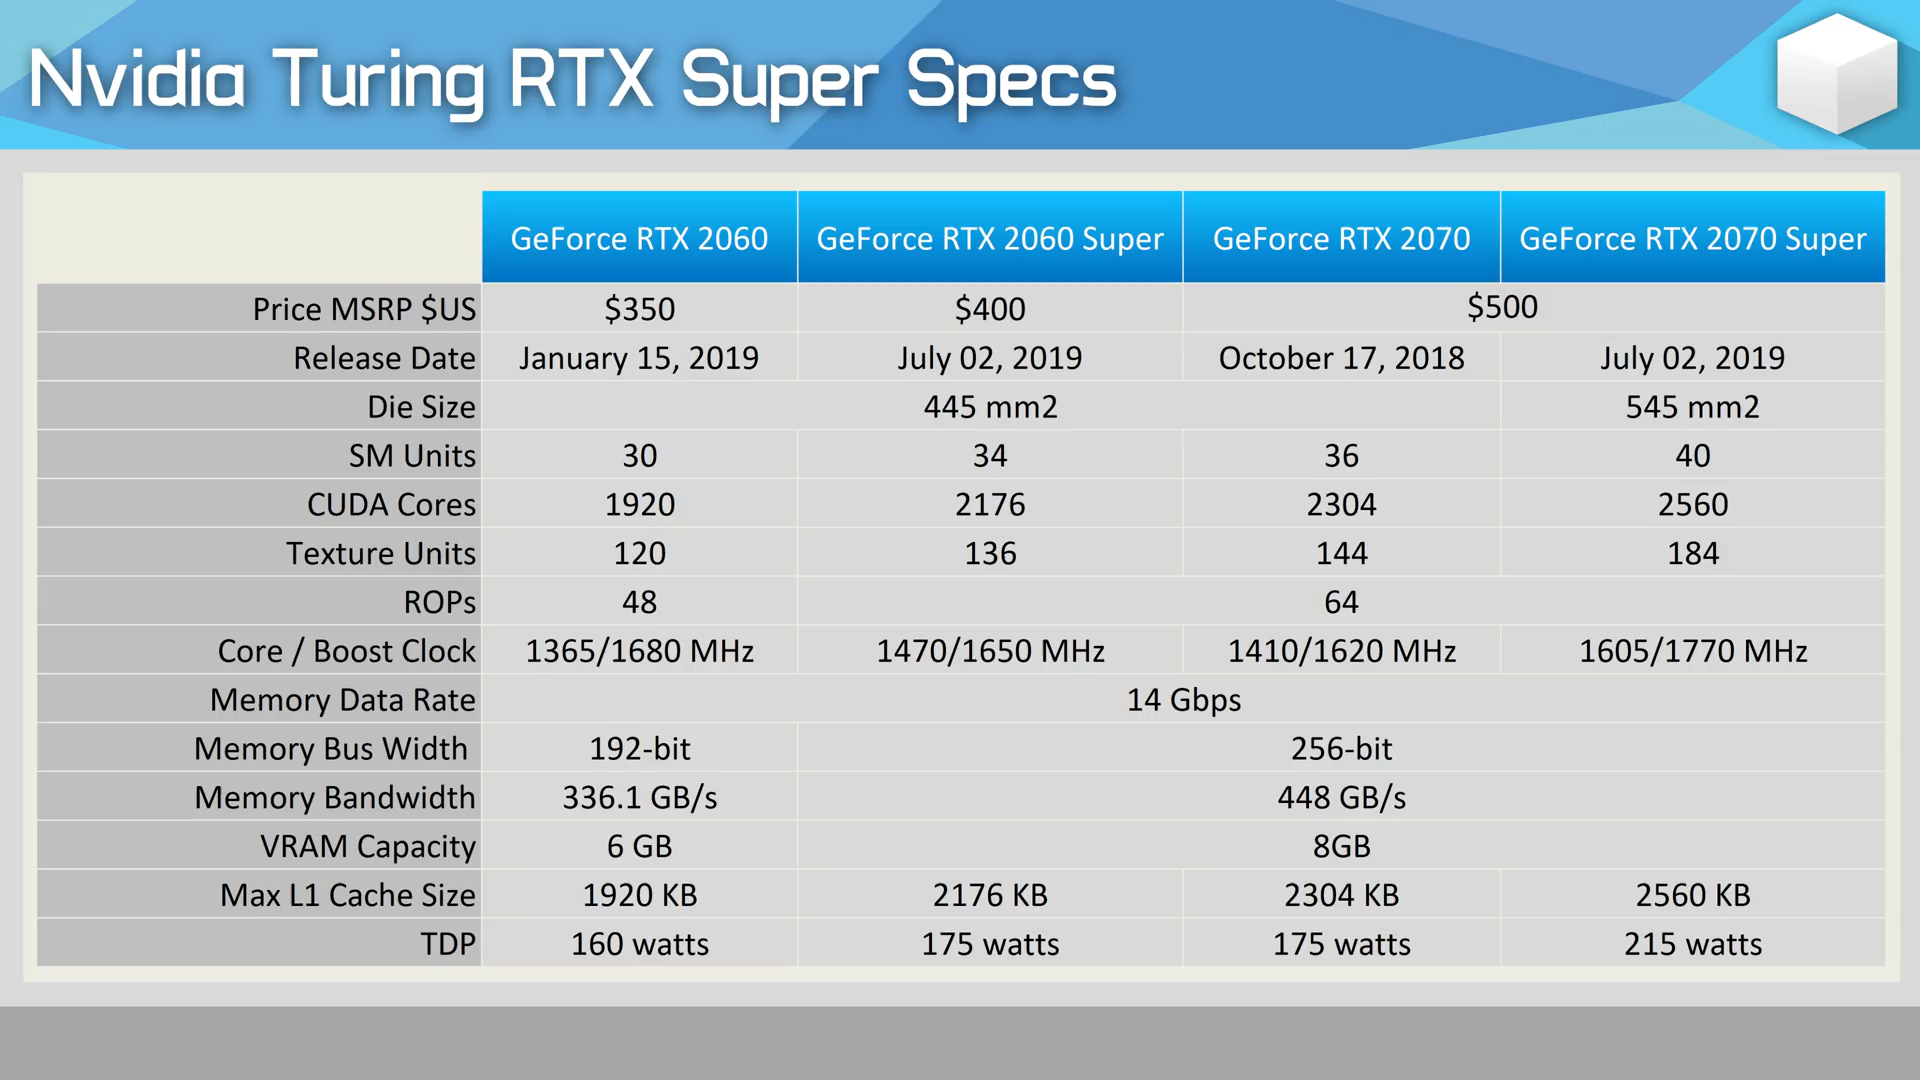 Nvidia Turing RTX Super Specs
GeForce RTX 2060 GeForce RTX 2060 Super GeForce RTX 2070 GeForce RTX 2070 Super
Price MSRP $US $350 $400 $500
Release Date January 15, 2019 July 02, 2019 October 17, 2018 July 02, 2019
Die Size 445 mm2 545 mm2
SM Units 30 34 36 40
CUDA Cores 1920 2176 2304 2560
Texture Units 120 136 144 184
ROPs 48 64
Core / Boost Clock 1365/1680 MHz 1470/1650 MHz 1410/1620 MHz 1605/1770 MHz
Memory Data Rate 14 Gbps
Memory Bus Width 192-bit 256-bit
Memory Bandwidth 336.1 GB/s 448 GB/s
VRAM Capacity 6 GB 8GB
Max L1 Cache Size 1920 KB 2176 KB 2304 KB 2560 KB
TDP 160 watts 175 watts 175 watts 215 watts